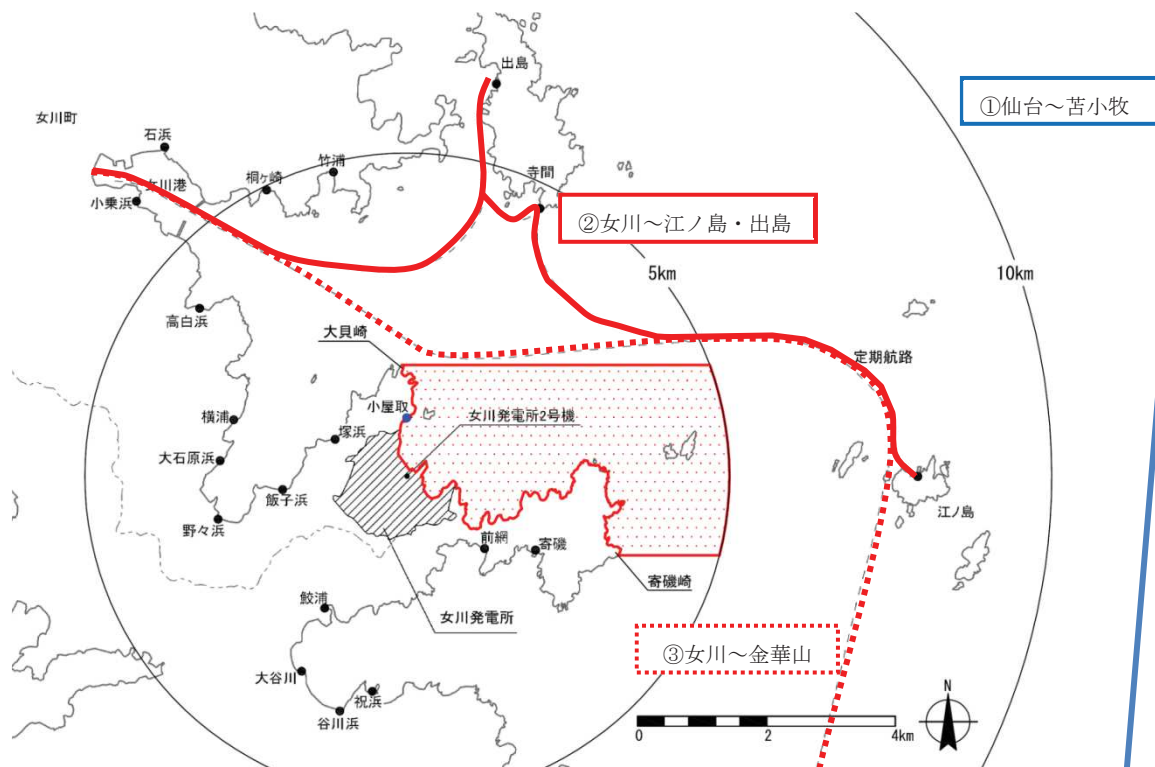 出島
①仙台～苫小牧
女川町
石浜
竹浦
寺間
桐ヶ崎
女川港
小乗浜
②女川～江ノ島・出島
5km
10km
高白浜
大貝崎
定期航路
小屋取
女川発電所2号機
横浦
塚浜
大石原浜
飯子浜
野々浜
江ノ島
前網
寄磯
寄磯崎
鮫浦
女川発電所
③女川～金華山
大谷川
祝浜
谷川浜
N
0
2
4km